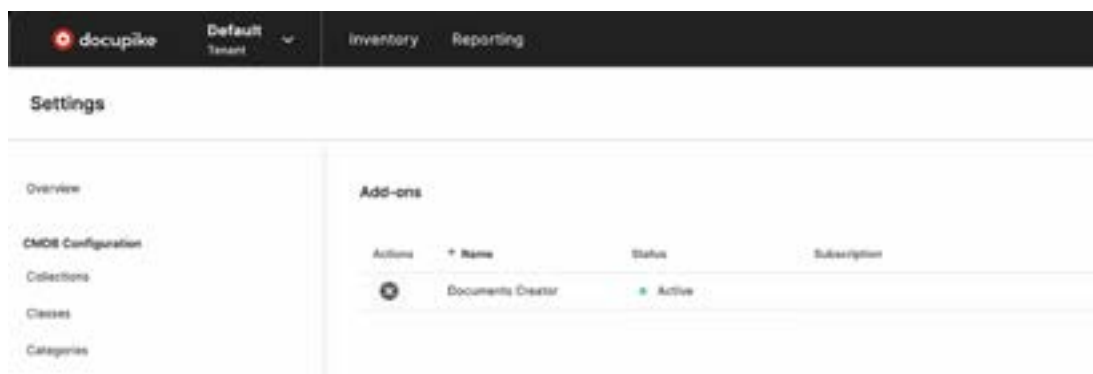 docupike
Default
Tenant
Inventory Reporting
Settings
Overview
CMDB Configuration
Collections
Classes
Categories
Add-ons
Actions Name Status Subscription
Documents Creator Active